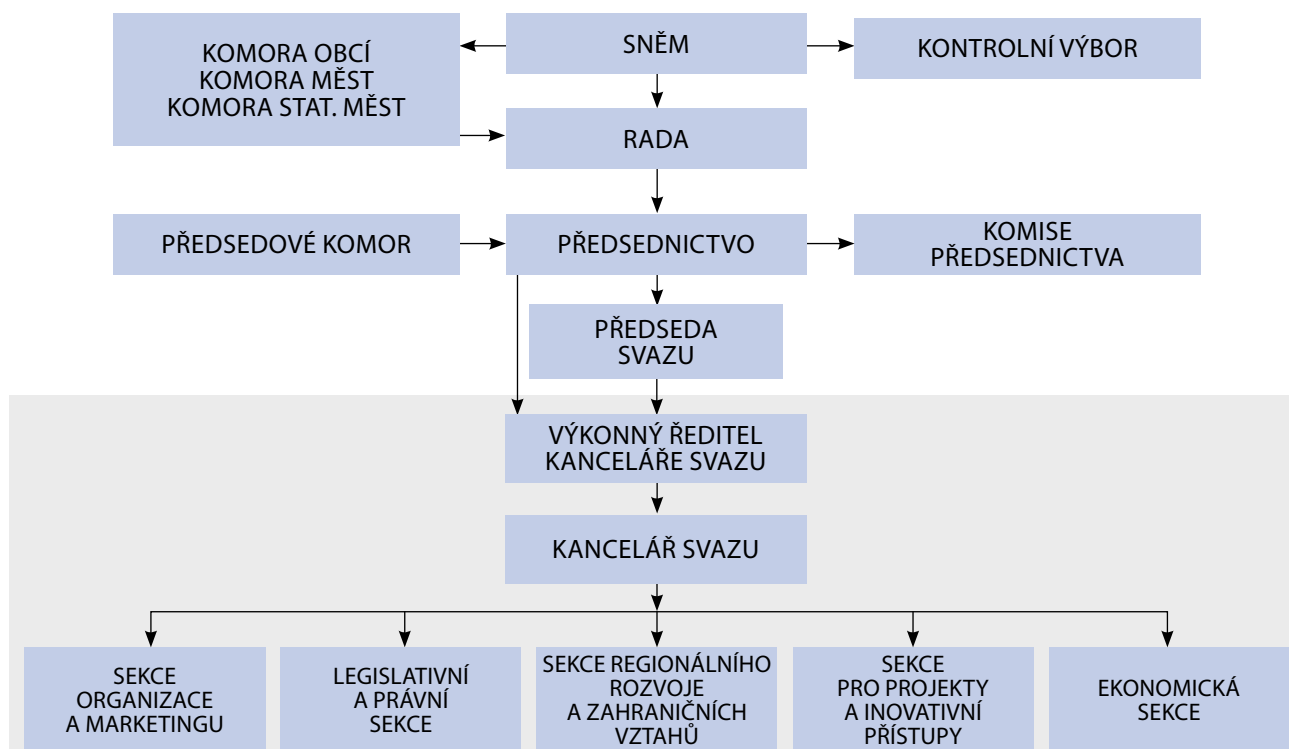 KOMORA OBCÍ
KOMORA MĚST
KOMORA STAT. MĚST
SNĚM
KONTROLNÍ VÝBOR
RADA
PŘEDSEDOVÉ KOMOR
PŘEDSEDNICTVO
KOMISE
PŘEDSEDNICTVA
PŘEDSEDA
SVAZU
VÝKONNÝ ŘEDITEL
KANCELÁŘE SVAZU
KANCELÁŘ SVAZU
SEKCE
ORGANIZACE
A MARKETINGU
LEGISLATIVNÍ
A PRÁVNÍ
SEKCE
SEKCE REGIONÁLNÍHO
ROZVOJE
A ZAHRANIČNÍCH
VZTAHŮ
SEKCE
PRO PROJEKTY
A INOVATIVNÍ
PŘÍSTUPY
EKONOMICKÁ
SEKCE